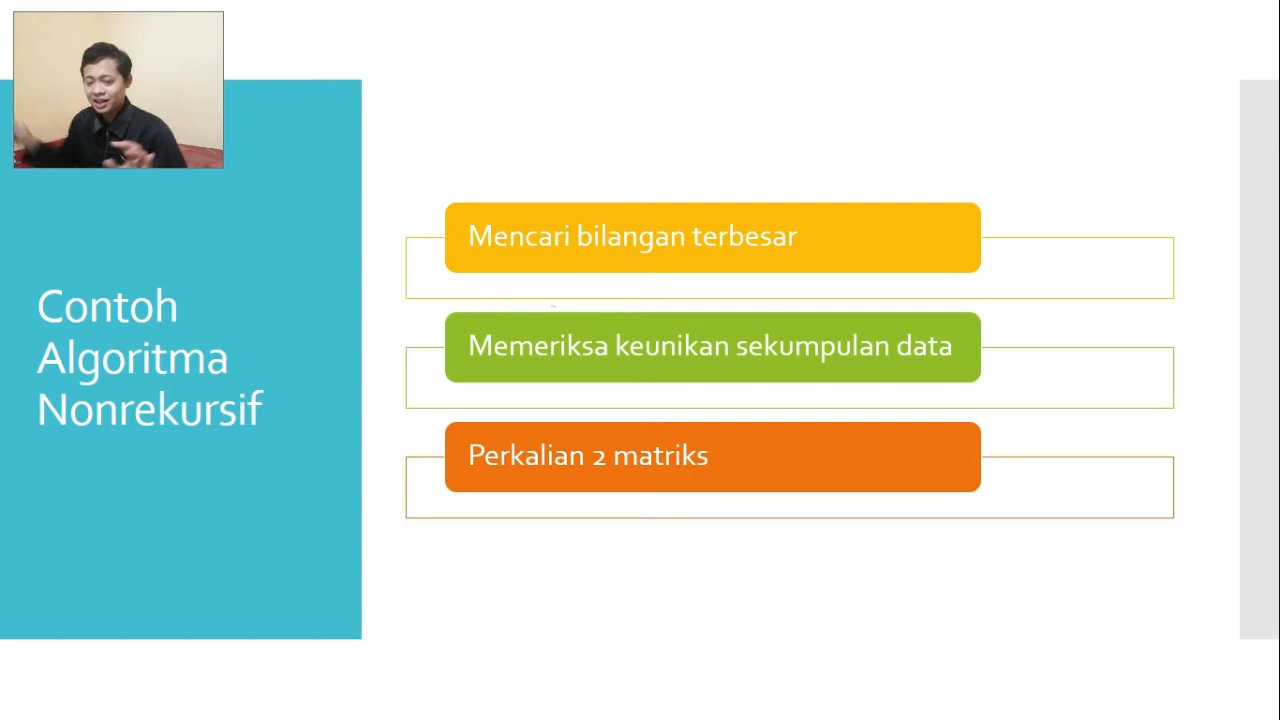 Contoh
Algoritma
Nonrekursif
Mencari bilangan terbesar
Memeriksa keunikan sekumpulan data
Perkalian 2 matriks